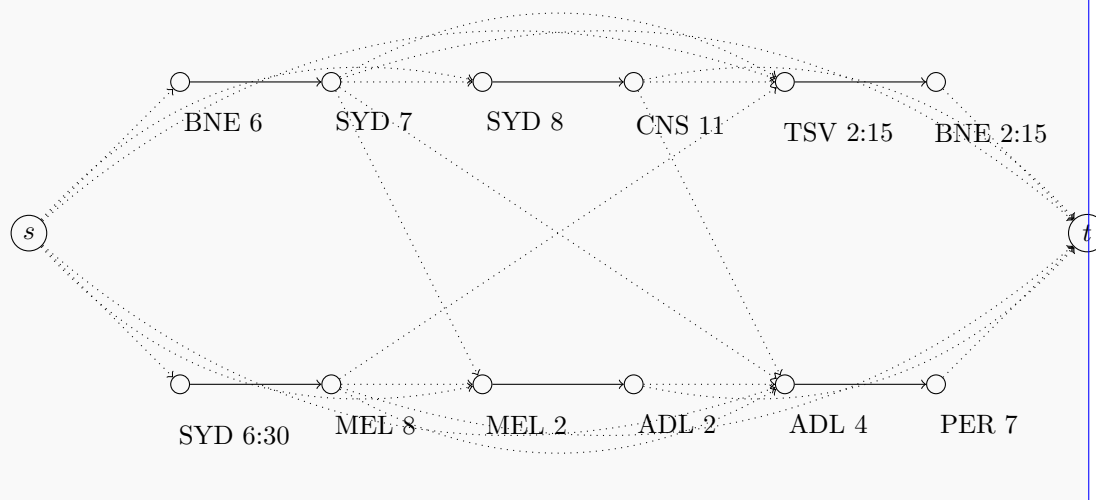 BNE 6
SYD 7
SYD 8
CNS 11
TSV 2:15
BNE 2:15
s
t
SYD 6:30
MEL 8
MEL 2
ADL 2
ADL 4
PER 7